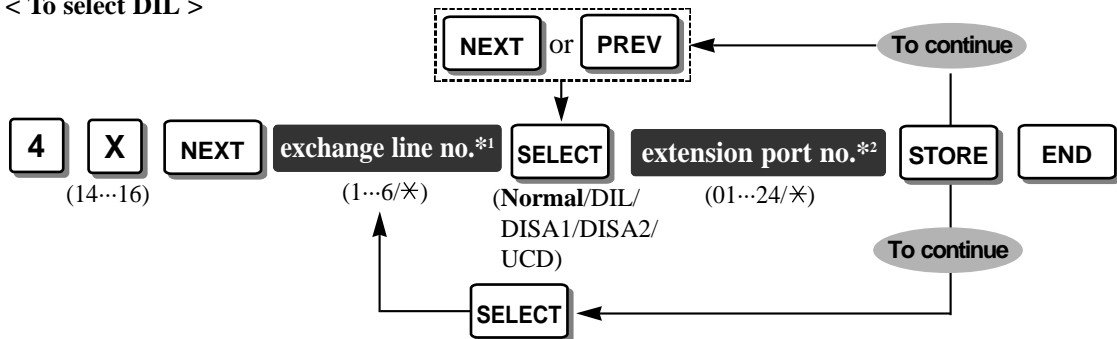 < To select DIL >
NEXT or PREV
To continue
4 X NEXT exchange line no.*1 SELECT extension port no.*2 STORE END
(14···16) (1···6/✳) (Normal/DIL/ (01···24/✳)
DISA1/DISA2/
UCD)
To continue
SELECT